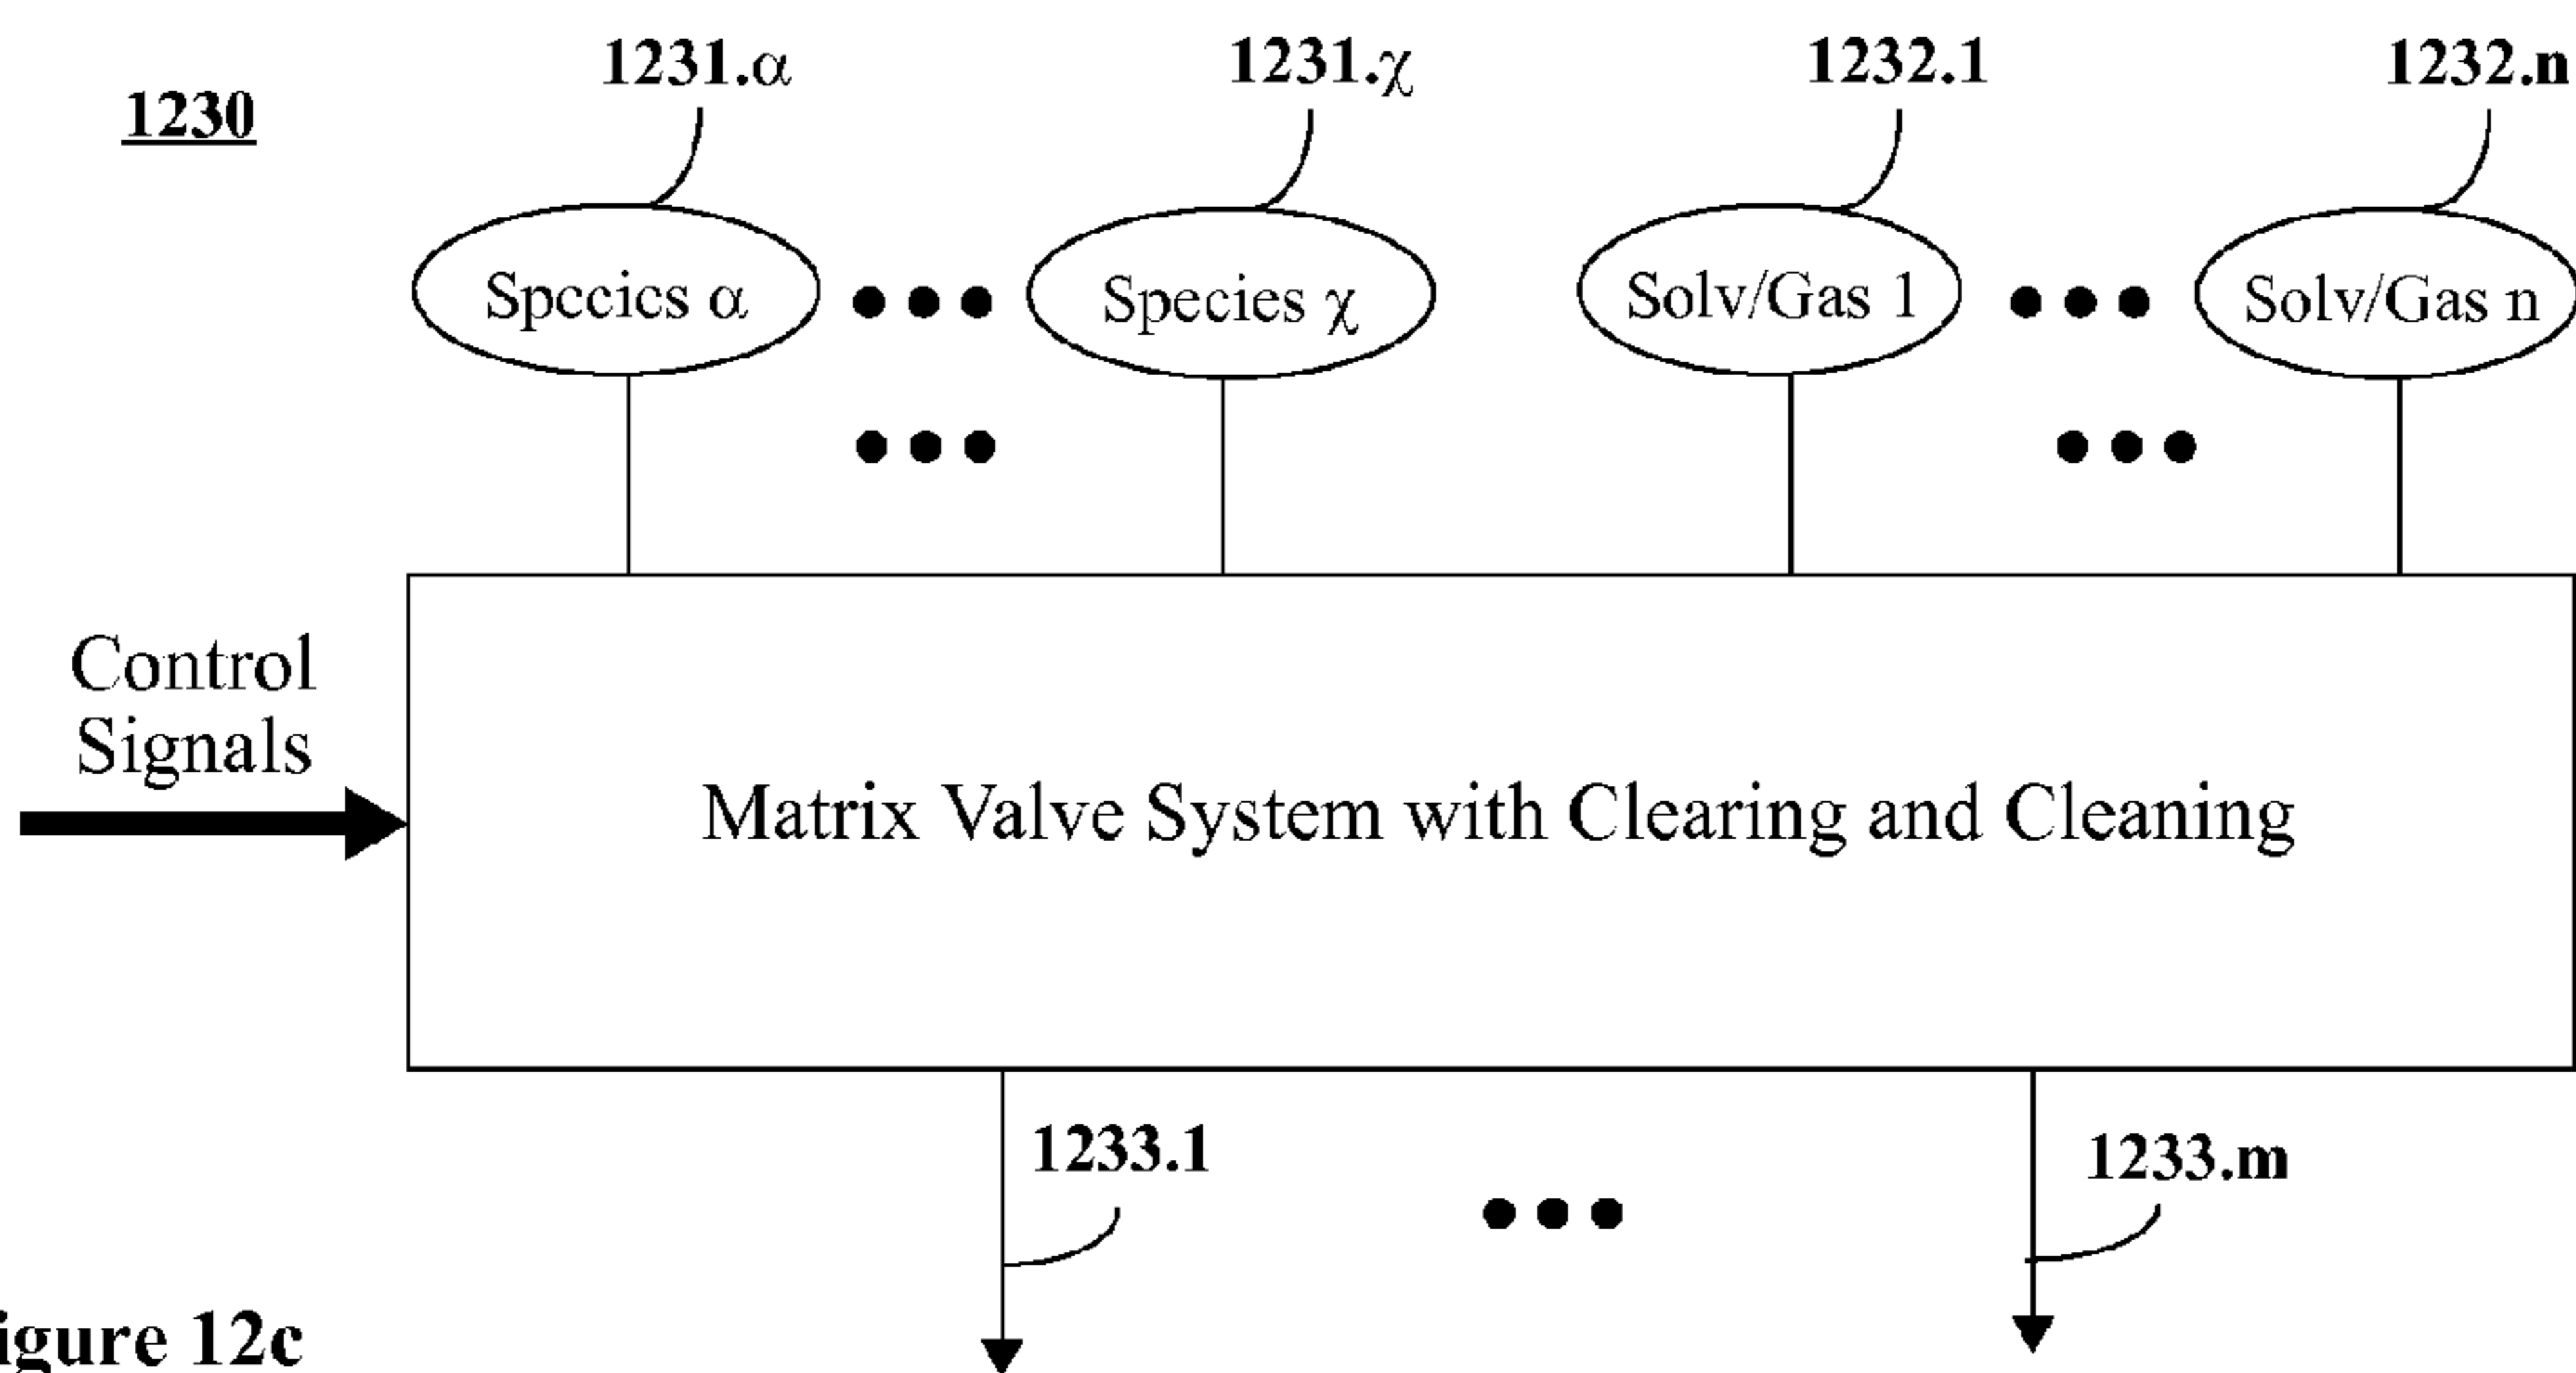 1231.α 1231.χ 1232.1 1232.n
1230
Species α Species χ Solv/Gas 1 Solv/Gas n
Control
Signals
Matrix Valve System with Clearing and Cleaning
1233.1 1233.m
igure 12c